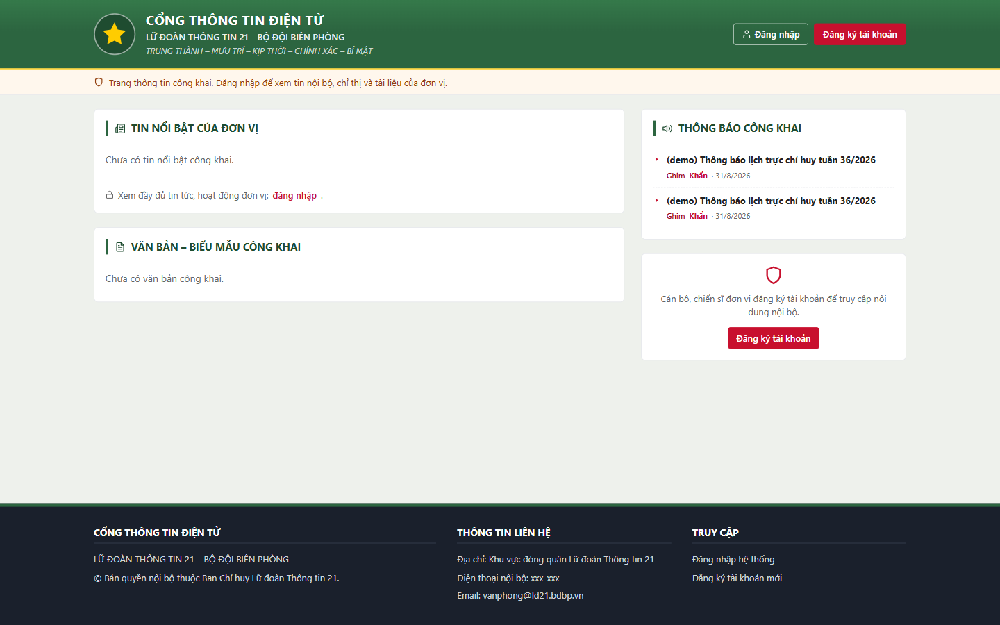 CỔNG THÔNG TIN ĐIỆN TỬ
LỮ ĐOÀN THÔNG TIN 21 – BỘ ĐỘI BIÊN PHÒNG
TRUNG THÀNH – MƯU TRÍ – KỊP THỜI – CHÍNH XÁC – BÍ MẬT
Đăng nhập
Đăng ký tài khoản
Trang thông tin công khai. Đăng nhập để xem tin nội bộ, chỉ thị và tài liệu của đơn vị.
TIN NỔI BẬT CỦA ĐƠN VỊ
Chưa có tin nổi bật công khai.
Xem đầy đủ tin tức, hoạt động đơn vị: đăng nhập .
VĂN BẢN – BIỂU MẪU CÔNG KHAI
Chưa có văn bản công khai.
THÔNG BÁO CÔNG KHAI
(demo) Thông báo lịch trực chỉ huy tuần 36/2026
Ghim Khẩn · 31/8/2026
(demo) Thông báo lịch trực chỉ huy tuần 36/2026
Ghim Khẩn · 31/8/2026
Cán bộ, chiến sĩ đơn vị đăng ký tài khoản để truy cập nội
dung nội bộ.
Đăng ký tài khoản
CỔNG THÔNG TIN ĐIỆN TỬ
LỮ ĐOÀN THÔNG TIN 21 – BỘ ĐỘI BIÊN PHÒNG
© Bản quyền nội bộ thuộc Ban Chỉ huy Lữ đoàn Thông tin 21.
THÔNG TIN LIÊN HỆ
Địa chỉ: Khu vực đóng quân Lữ đoàn Thông tin 21
Điện thoại nội bộ: xxx-xxx
Email: vanphong@ld21.bdbp.vn
TRUY CẬP
Đăng nhập hệ thống
Đăng ký tài khoản mới